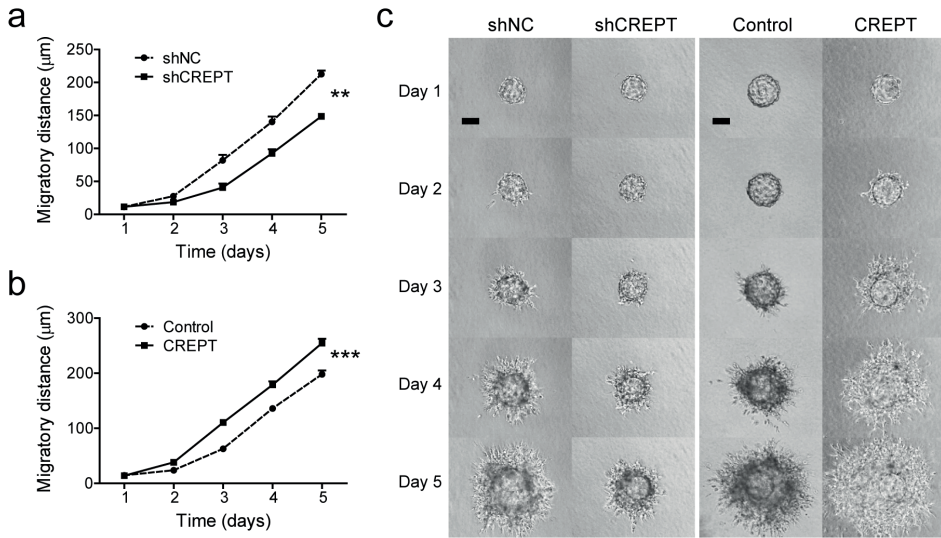 a
Migratory distance (μm)
250
200
150
100
50
0
shNC
shCREPT
**
1 2 3 4 5
Time (days)
b
Migratory distance (μm)
300
200
100
0
Control
CREPT
***
1 2 3 4 5
Time (days)
c
shNC shCREPT Control CREPT
Day 1
Day 2
Day 3
Day 4
Day 5